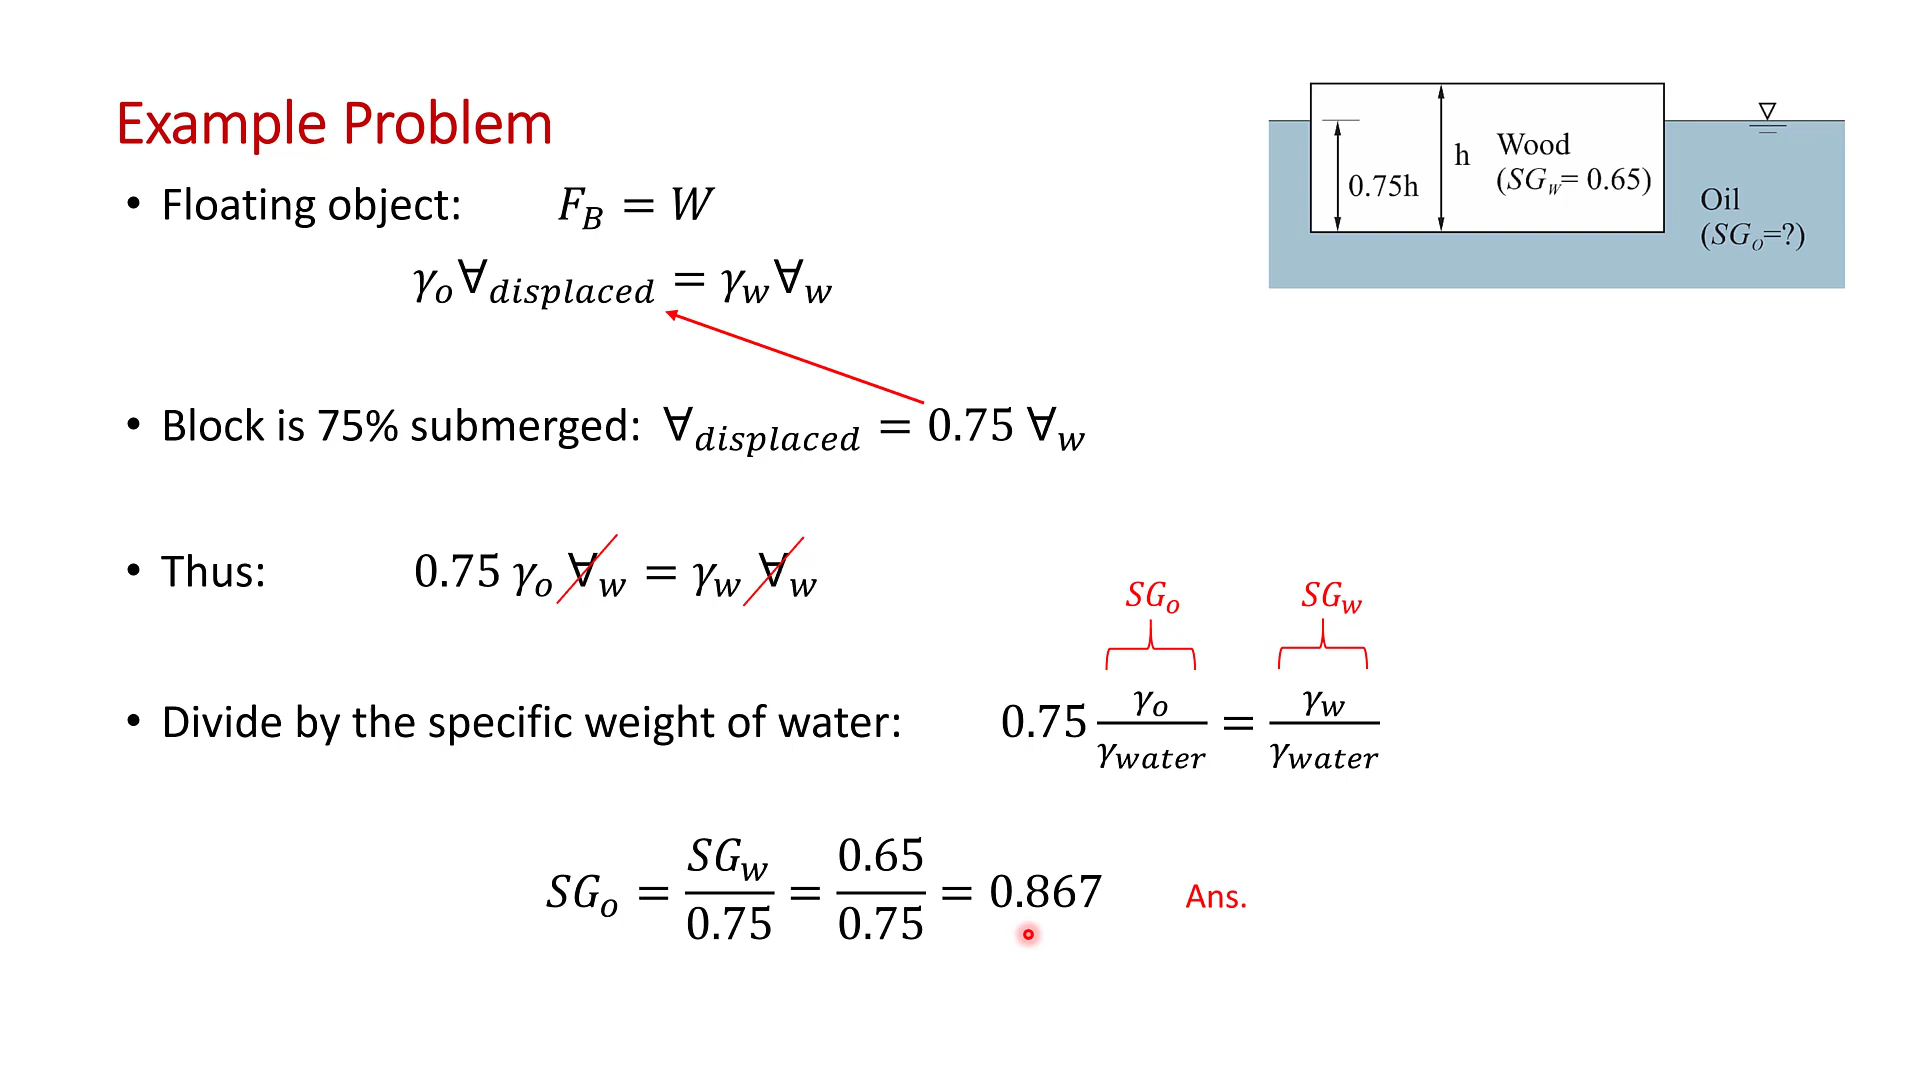 Example Problem
• Floating object: F_B = W
γ_o ∀_displaced = γ_w ∀_w
• Block is 75% submerged: ∀_displaced = 0.75 ∀_w
• Thus: 0.75 γ_o ∀_w = γ_w ∀_w
SG_o SG_w
• Divide by the specific weight of water: 0.75 γ_o/γ_water = γ_w/γ_water
SG_o = SG_w/0.75 = 0.65/0.75 = 0.867 Ans.
0.75h
h
Wood
(SG_W= 0.65)
Oil
(SG_O=?)